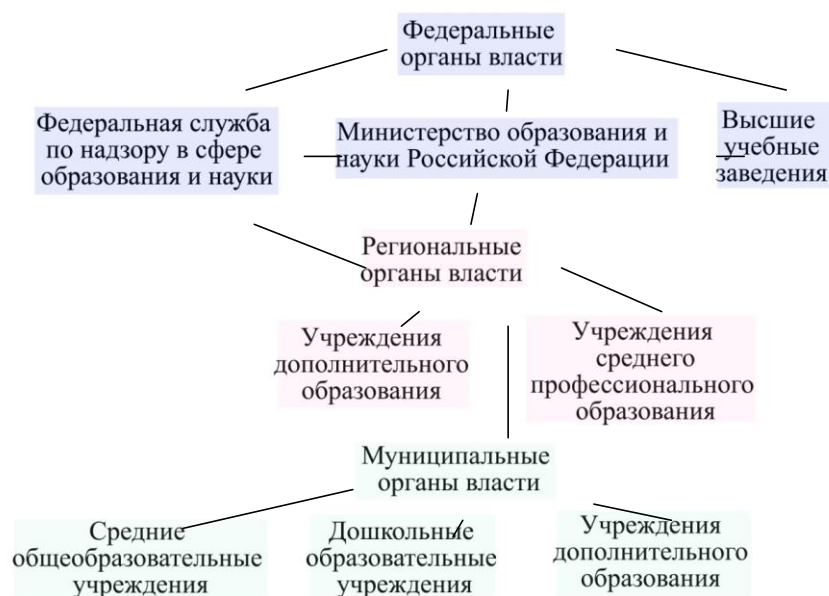 Федеральные
органы власти
Федеральная служба
по надзору в сфере
образования и науки
Министерство образования и
науки Российской Федерации
Высшие
учебные
заведения
Региональные
органы власти
Учреждения
дополнительного
образования
Учреждения
среднего
профессионального
образования
Муниципальные
органы власти
Средние
общеобразовательные
учреждения
Дошкольные
образовательные
учреждения
Учреждения
дополнительного
образования